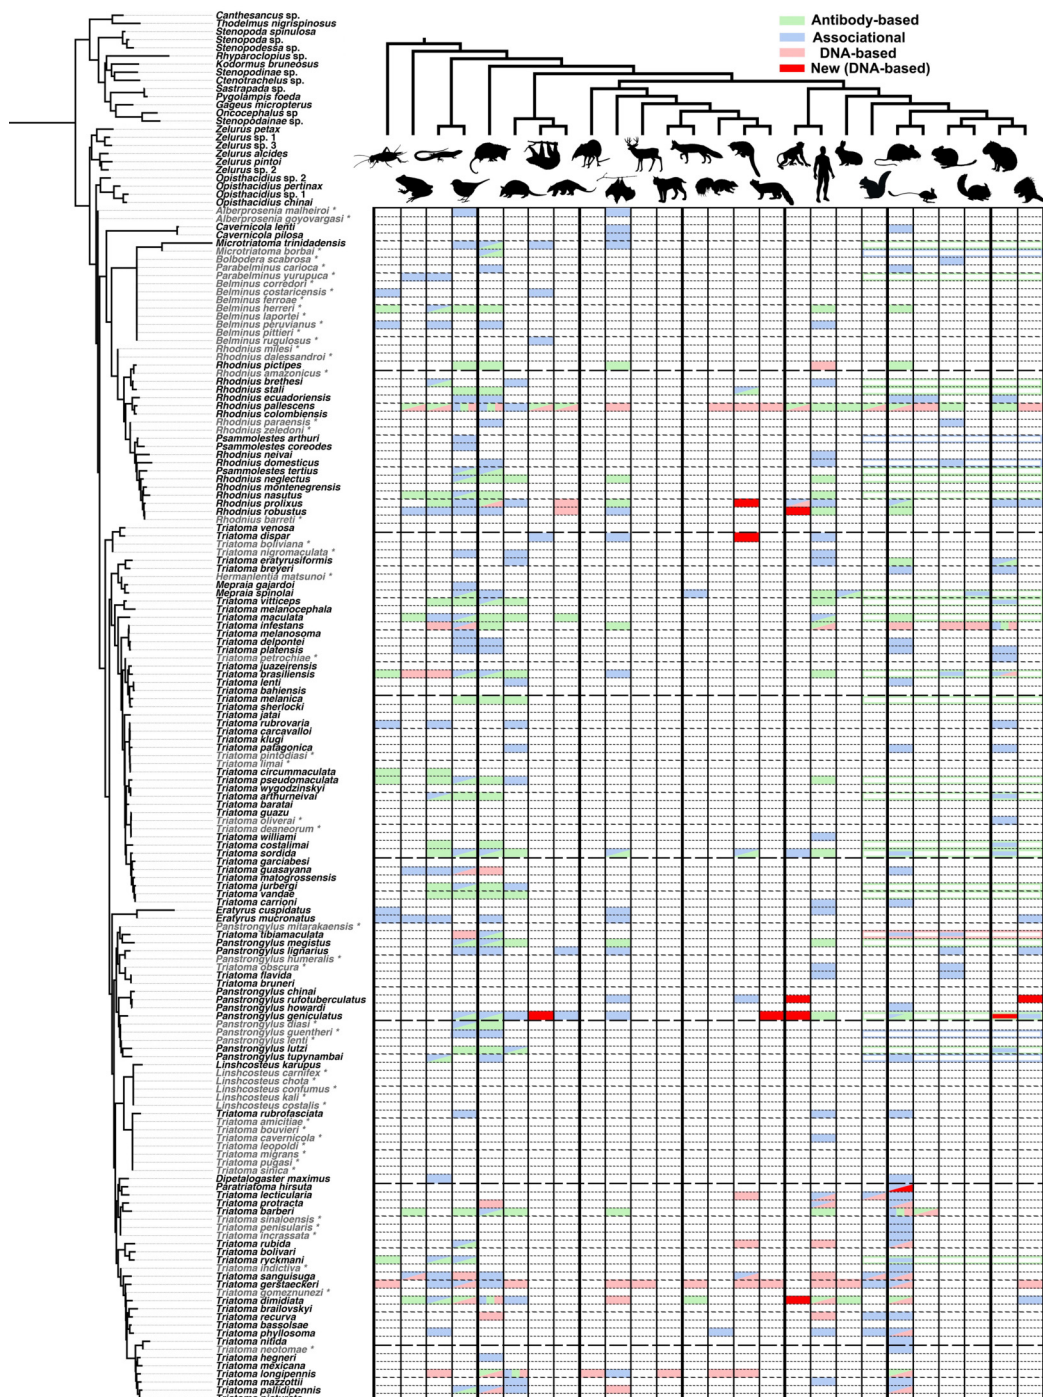 Antibody-based
Associational
DNA-based
New (DNA-based)
Canthesancus sp.
Thodelmus nigrispinosus
Stenopoda spinulosa
Stenopoda sp.
Stenopodessa sp.
Rhyparoclopius sp.
Kodormus bruneosus
Stenopodinae sp.
Ctenotrachelus sp.
Sastrapada sp.
Pygolampis foeda
Gageus micropterus
Oncocephalus sp
Stenopodainae sp.
Zelurus petax
Zelurus sp. 1
Zelurus sp. 3
Zelurus alcides
Zelurus pintoi
Zelurus sp. 2
Opisthacidius sp. 2
Opisthacidius pertinax
Opisthacidius sp. 1
Opisthacidius chinai
Alberprosenia malheiroi *
Alberprosenia goyovargasi *
Cavernicola lenti
Cavernicola pilosa
Microtriatoma trinidadensis
Microtriatoma borbai *
Bolbodera scabrosa *
Parabelminus carioca *
Parabelminus yurupuca *
Belminus corredori *
Belminus costaricensis *
Belminus ferroae *
Belminus herreri *
Belminus laportei *
Belminus peruvianus *
Belminus pittieri *
Belminus rugulosus *
Rhodnius milesi *
Rhodnius dalessandroi *
Rhodnius pictipes
Rhodnius amazonicus *
Rhodnius brethesi
Rhodnius stali
Rhodnius ecuadoriensis
Rhodnius pallescens
Rhodnius colombiensis
Rhodnius paraensis *
Rhodnius zeledoni *
Psammolestes arthuri
Psammolestes coreodes
Rhodnius neivai
Rhodnius domesticus
Psammolestes tertius
Rhodnius neglectus
Rhodnius montenegrensis
Rhodnius nasutus
Rhodnius prolixus
Rhodnius robustus
Rhodnius barreti *
Triatoma venosa
Triatoma dispar
Triatoma boliviana *
Triatoma nigromaculata *
Triatoma eratyrusiformis
Triatoma breyeri
Hermanlentia matsunoi *
Mepraia gajardoi
Mepraia spinolai
Triatoma vitticeps
Triatoma melanocephala
Triatoma maculata
Triatoma infestans
Triatoma melanosoma
Triatoma delpontei
Triatoma platensis
Triatoma petrochiae *
Triatoma juazeirensis
Triatoma brasiliensis
Triatoma lenti
Triatoma bahiensis
Triatoma melanica
Triatoma sherlocki
Triatoma jatai
Triatoma rubrovaria
Triatoma carcavalloi
Triatoma klugi
Triatoma patagonica
Triatoma pintodiasi *
Triatoma limai *
Triatoma circummaculata
Triatoma pseudomaculata
Triatoma wygodzinskyi
Triatoma arthurneivai
Triatoma baratai
Triatoma guazu
Triatoma oliverai *
Triatoma deaneorum *
Triatoma williami
Triatoma costalimai
Triatoma sordida
Triatoma garciabesi
Triatoma guasayana
Triatoma matogrossensis
Triatoma jurbergi
Triatoma vandae
Triatoma carrioni
Eratyrus cuspidatus
Eratyrus mucronatus
Panstrongylus mitarakaensis *
Triatoma tibiamaculata
Panstrongylus megistus
Panstrongylus lignarius
Panstrongylus humeralis *
Triatoma obscura *
Triatoma flavida
Triatoma bruneri
Panstrongylus chinai
Panstrongylus rufotuberculatus
Panstrongylus howardi
Panstrongylus geniculatus
Panstrongylus diasi *
Panstrongylus guentheri *
Panstrongylus lenti *
Panstrongylus lutzi
Panstrongylus tupynambai
Linshcosteus karupus
Linshcosteus carnifex *
Linshcosteus chota *
Linshcosteus confumus *
Linshcosteus kali *
Linshcosteus costalis *
Triatoma rubrofasciata
Triatoma amicitiae *
Triatoma bouvieri *
Triatoma cavernicola *
Triatoma leopoldi *
Triatoma migrans *
Triatoma pugasi *
Triatoma sinica *
Dipetalogaster maximus
Paratriatoma hirsuta
Triatoma lecticularia
Triatoma protracta
Triatoma barberi
Triatoma sinaloensis *
Triatoma penisularis *
Triatoma incrassata *
Triatoma rubida
Triatoma bolivari
Triatoma ryckmani
Triatoma indictiva *
Triatoma sanguisuga
Triatoma gerstaeckeri
Triatoma gomeznunezi *
Triatoma dimidiata
Triatoma brailovskyi
Triatoma recurva
Triatoma bassolsae
Triatoma phyllosoma
Triatoma nitida
Triatoma neotomae *
Triatoma hegneri
Triatoma mexicana
Triatoma longipennis
Triatoma mazzottii
Triatoma pallidipennis